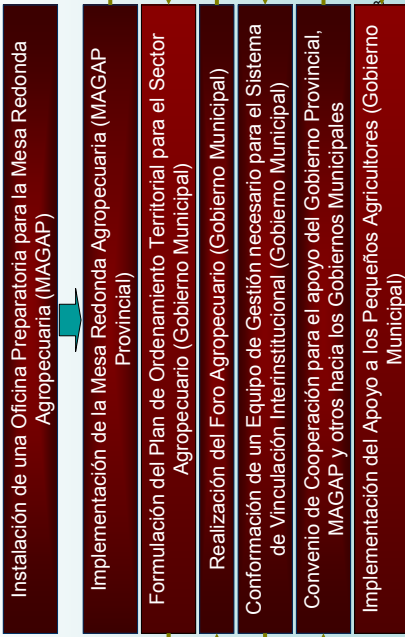 Instalación de una Oficina Preparatoria para la Mesa Redonda
Agropecuaria (MAGAP)
Implementación de la Mesa Redonda Agropecuaria (MAGAP
Provincial)
Formulación del Plan de Ordenamiento Territorial para el Sector
Agropecuario (Gobierno Municipal)
Realización del Foro Agropecuario (Gobierno Municipal)
Conformación de un Equipo de Gestión necesario para el Sistema
de Vinculación Interinstitucional (Gobierno Municipal)
Convenio de Cooperación para el apoyo del Gobierno Provincial,
MAGAP y otros hacia los Gobiernos Municipales
Implementación del Apoyo a los Pequeños Agricultores (Gobierno
Municipal)